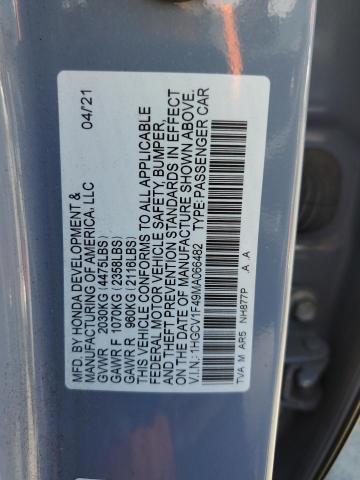 MFD. BY HONDA DEVELOPMENT & 04/21
MANUFACTURING OF AMERICA, LLC
GVWR 2030KG(4475LBS)
GAWR F 1070KG(2358LBS)
GAWR R 960KG(2116LBS)
THIS VEHICLE CONFORMS TO ALL APPLICABLE
FEDERAL MOTOR VEHICLE SAFETY, BUMPER,
AND THEFT PREVENTION STANDARDS IN EFFECT
ON THE DATE OF MANUFACTURE SHOWN ABOVE.
V.I.N.:1HGCV1F49MA066482 TYPE:PASSENGER CAR
TVA M AR5 NH877P .A .A